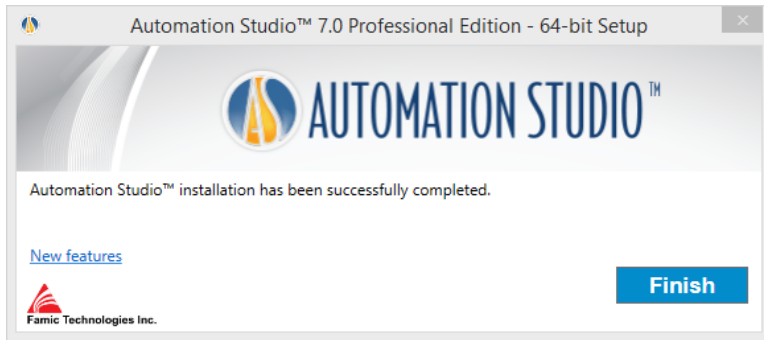 Automation Studio™ 7.0 Professional Edition - 64-bit Setup
AUTOMATION STUDIO™
Automation Studio™ installation has been successfully completed.
New features
Finish
Famic Technologies Inc.